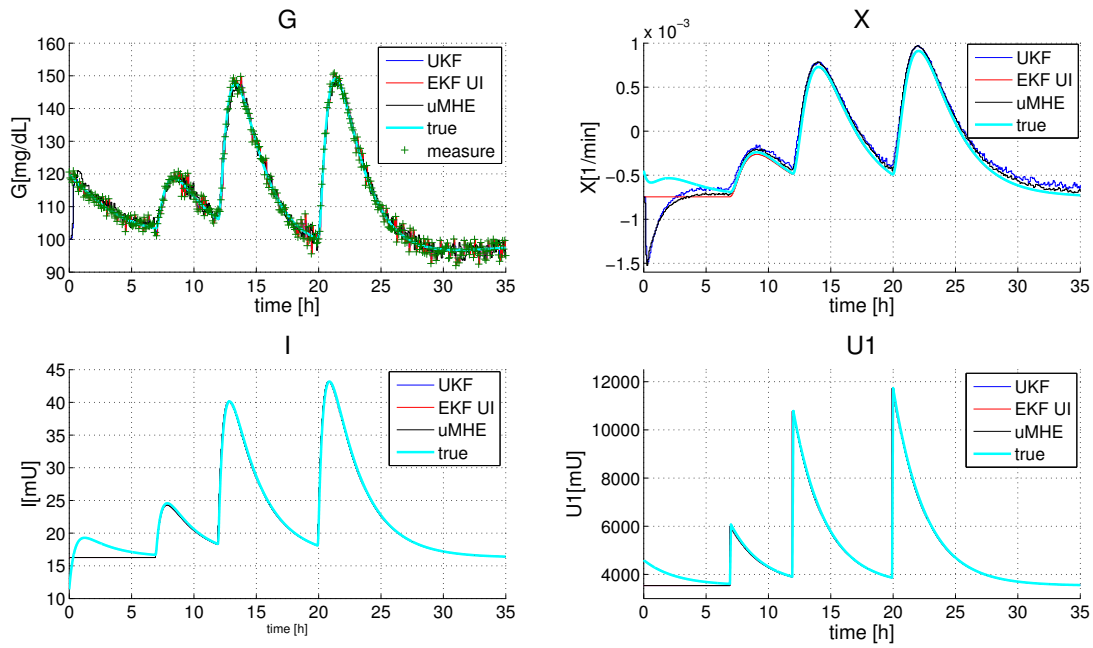 G
160
150
140
130
120
110
100
90
G[mg/dL]
0 5 10 15 20 25 30 35
time [h]
UKF
EKF UI
uMHE
true
measure
X
x 10⁻³
1
0.5
0
−0.5
−1
−1.5
X[1/min]
0 5 10 15 20 25 30 35
time [h]
UKF
EKF UI
uMHE
true
I
45
40
35
30
25
20
15
10
I[mU]
0 5 10 15 20 25 30 35
time [h]
UKF
EKF UI
uMHE
true
U1
12000
10000
8000
6000
4000
U1[mU]
0 5 10 15 20 25 30 35
time [h]
UKF
EKF UI
uMHE
true